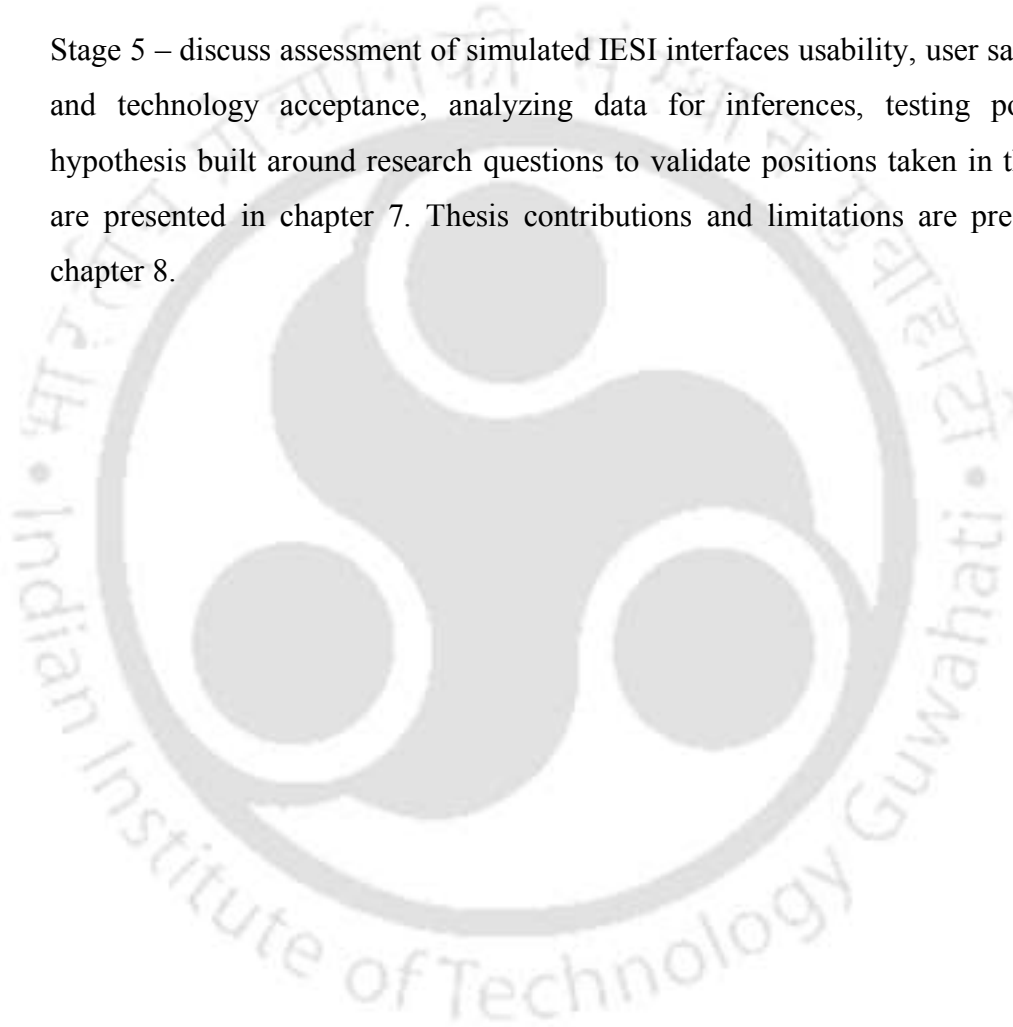 Stage 5 – discuss assessment of simulated IESI interfaces usability, user sa
and technology acceptance, analyzing data for inferences, testing po
hypothesis built around research questions to validate positions taken in t
are presented in chapter 7. Thesis contributions and limitations are pre
chapter 8.
Indian Institute of Technology Guwahati